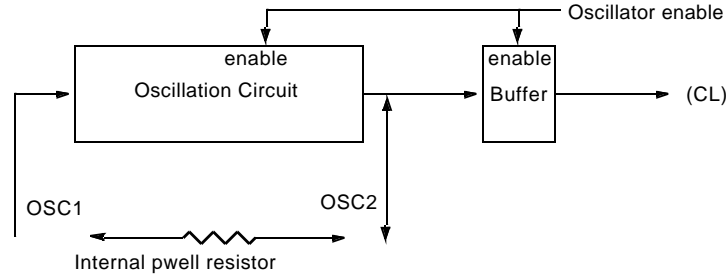 Oscillator enable
enable
enable
Oscillation Circuit
Buffer
(CL)
OSC1
OSC2
Internal pwell resistor